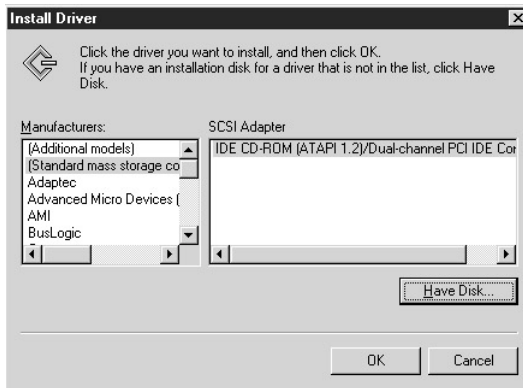 Install Driver
Click the driver you want to install, and then click OK.
If you have an installation disk for a driver that is not in the list, click Have
Disk.
Manufacturers:
(Additional models)
(Standard mass storage co
Adaptec
Advanced Micro Devices (
AMI
BusLogic
SCSI Adapter
IDE CD-ROM (ATAPI 1.2)/Dual-channel PCI IDE Con
Have Disk...
OK
Cancel